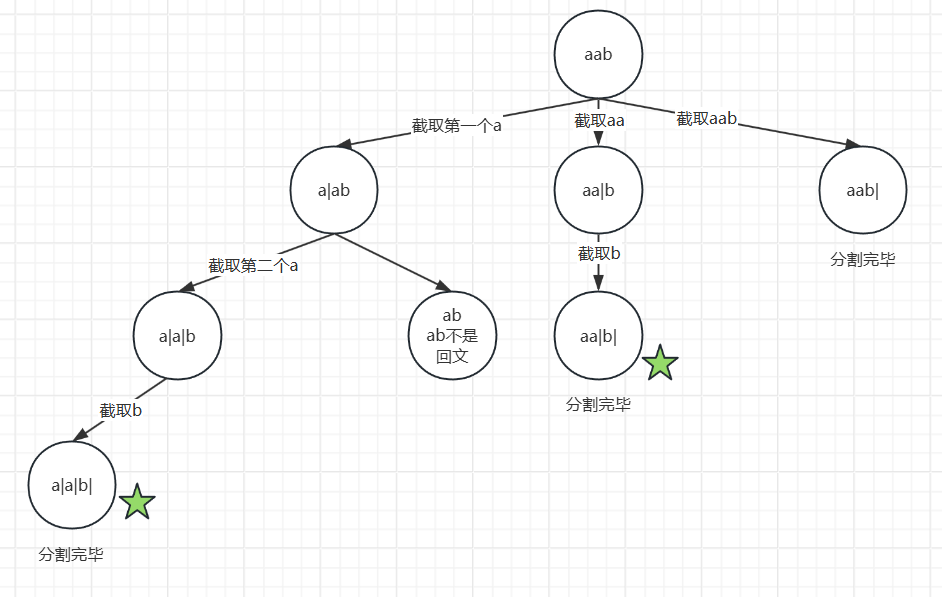 aab
截取第一个a
截取aa
截取aab
a|ab
aa|b
aab|
截取第二个a
截取b
分割完毕
a|a|b
ab
ab不是
回文
aa|b|
截取b
分割完毕
a|a|b|
分割完毕